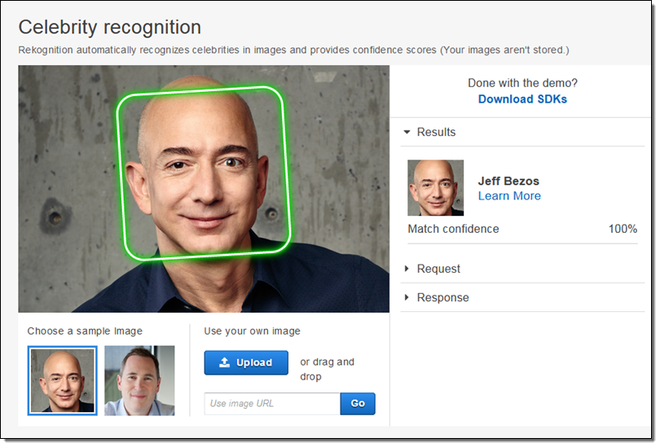 Celebrity recognition
Rekognition automatically recognizes celebrities in images and provides confidence scores (Your images aren't stored.)
Done with the demo?
Download SDKs
Results
Jeff Bezos
Learn More
Match confidence 100%
Request
Response
Choose a sample Image
Use your own image
Upload or drag and
drop
Use image URL Go